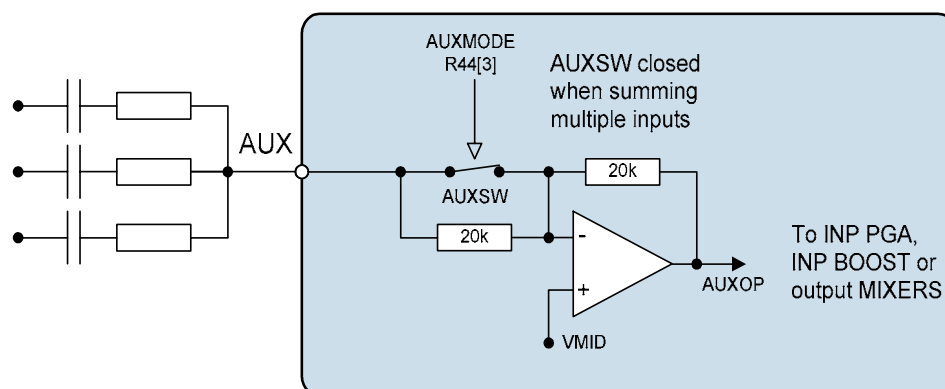 AUXMODE
R44[3]
AUXSW closed
when summing
multiple inputs
AUX
AUXSW
20k
20k
-
+
AUXOP
VMID
To INP PGA,
INP BOOST or
output MIXERS